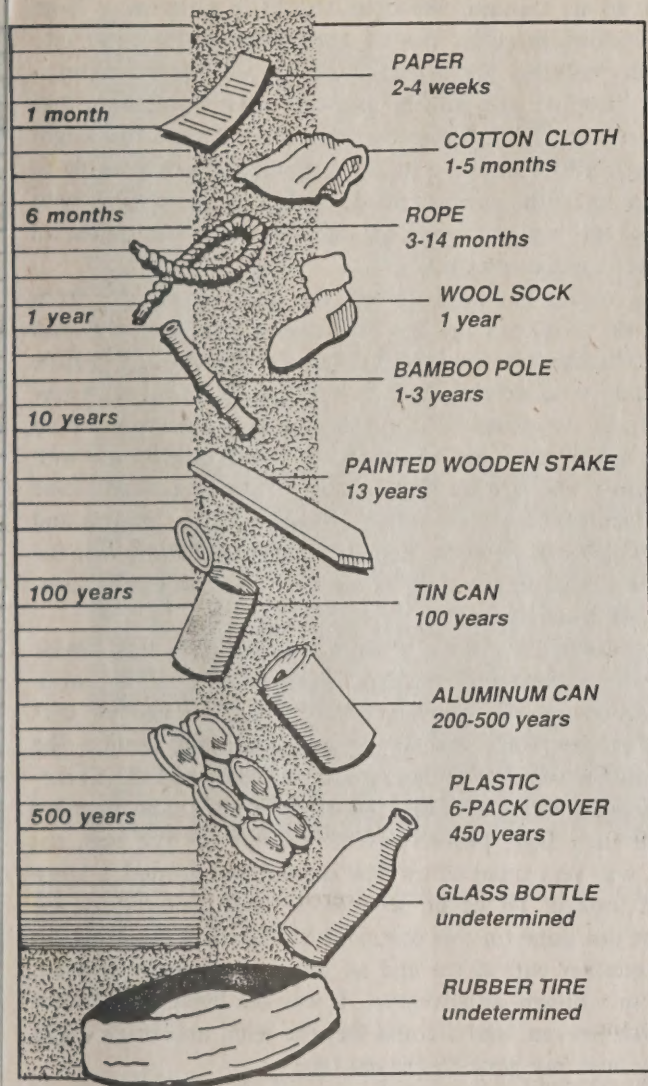 PAPER
2-4 weeks
1 month
COTTON CLOTH
1-5 months
6 months
ROPE
3-14 months
WOOL SOCK
1 year
1 year
BAMBOO POLE
1-3 years
10 years
PAINTED WOODEN STAKE
13 years
100 years
TIN CAN
100 years
ALUMINUM CAN
200-500 years
PLASTIC
6-PACK COVER
450 years
500 years
GLASS BOTTLE
undetermined
RUBBER TIRE
undetermined